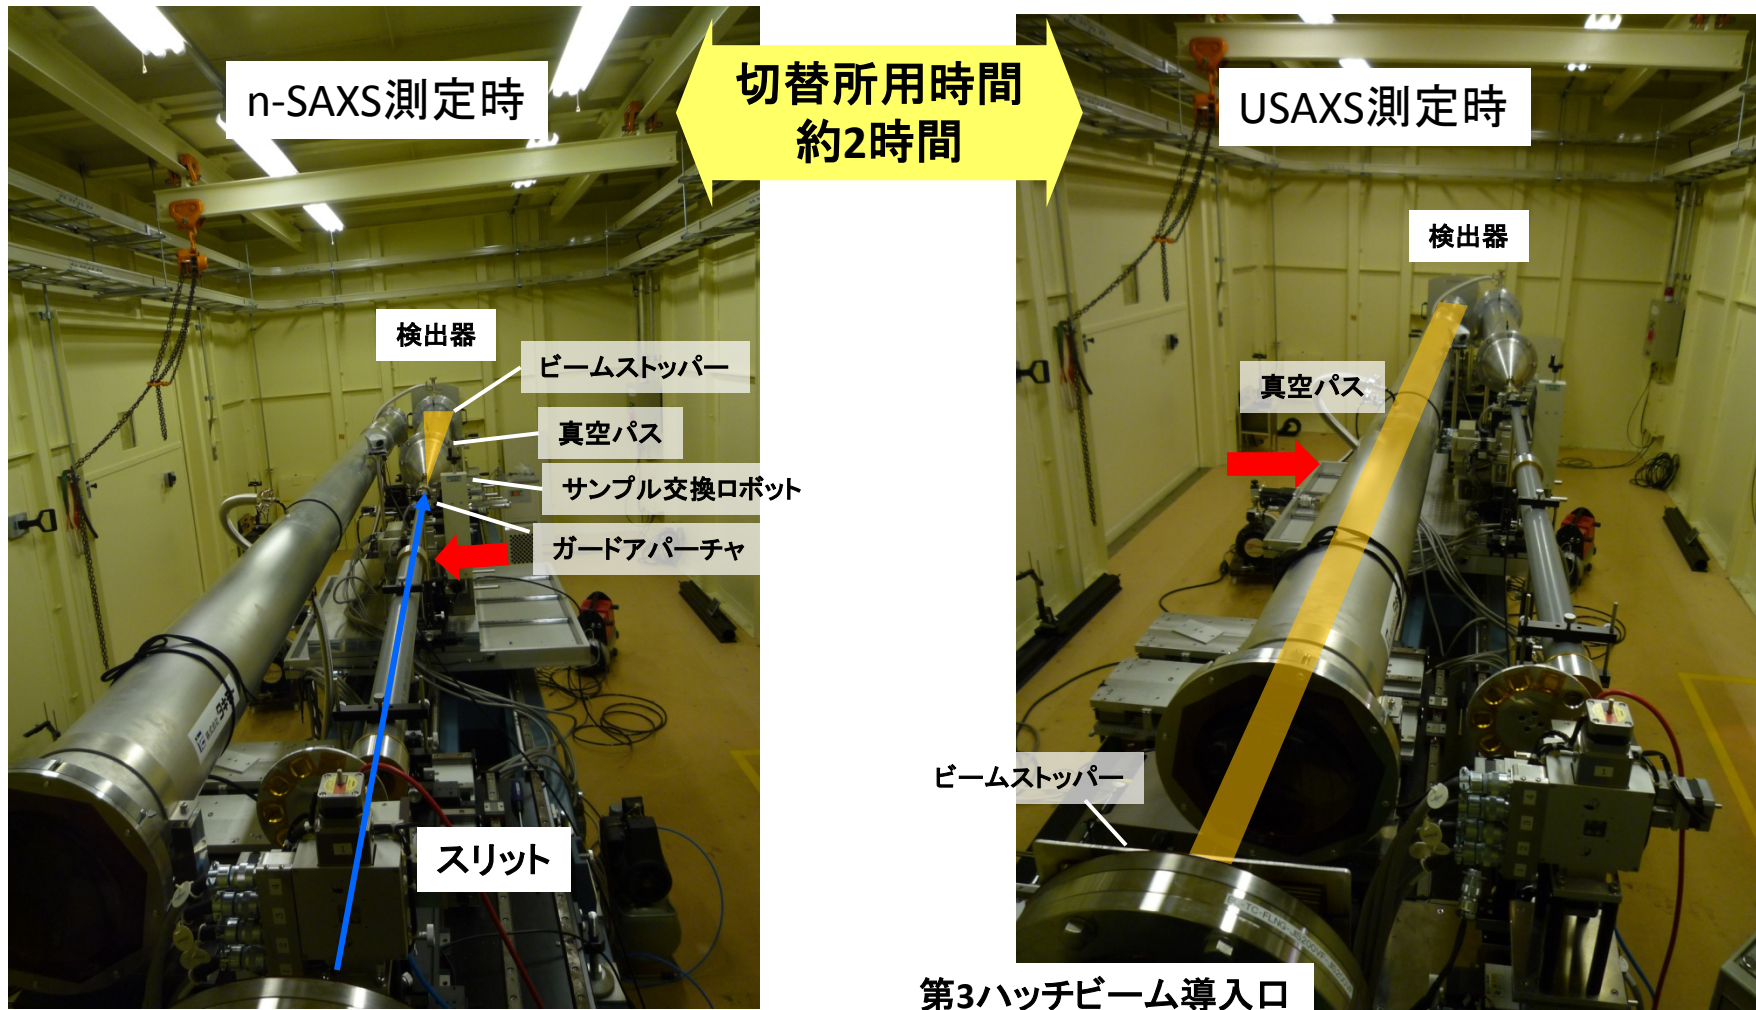 n-SAXS測定時
切替所用時間
約2時間
USAXS測定時
検出器
ビームストッパー
真空パス
サンプル交換ロボット
ガードアパーチャ
スリット
検出器
真空パス
ビームストッパー
第3ハッチビーム導入口